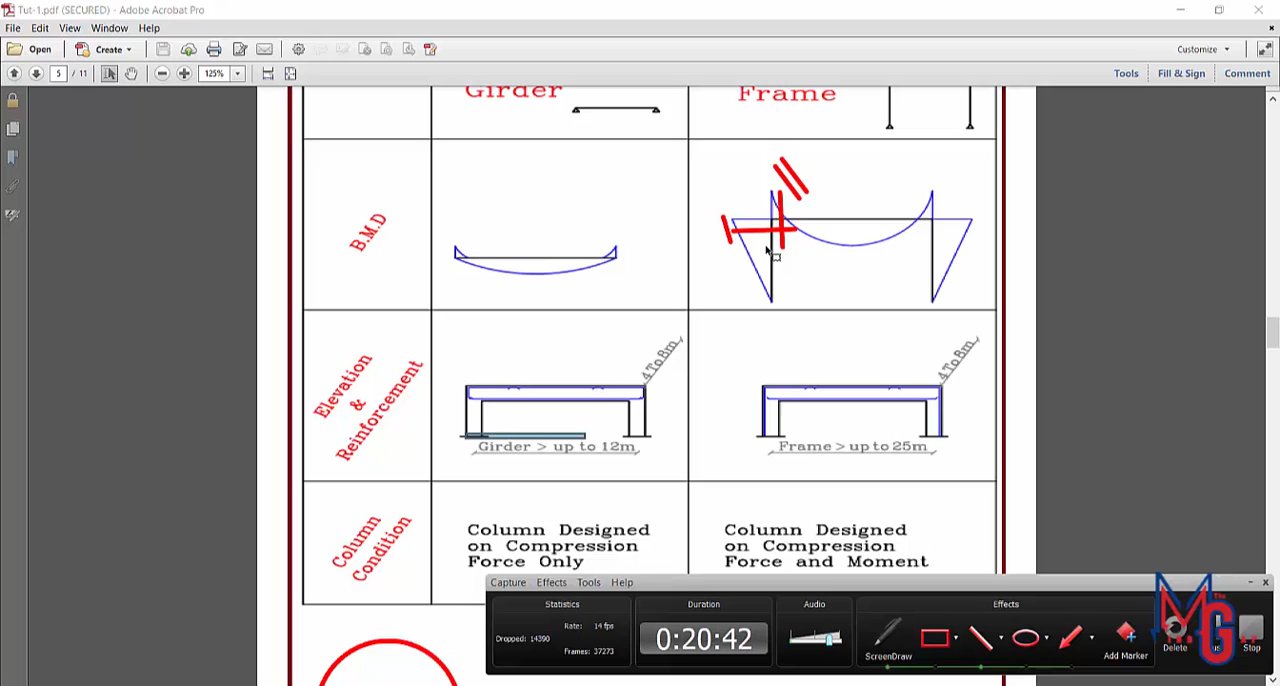 Tut-1.pdf (SECURED) - Adobe Acrobat Pro
File Edit View Window Help
Open Create Customize
5 / 11 125% Tools Fill & Sign Comment
Girder Frame
B.M.D
Elevation
&
Reinforcement
4To8m
Girder > up to 12m
4To8m
Frame > up to 25m
Column
Condition
Column Designed
on Compression
Force Only
Column Designed
on Compression
Force and Moment
Capture Effects Tools Help
Statistics Duration Audio Effects
Rate: 14 fps
Dropped: 14390
Frames: 37273
0:20:42
ScreenDraw Add Marker Delete Stop
The
MG